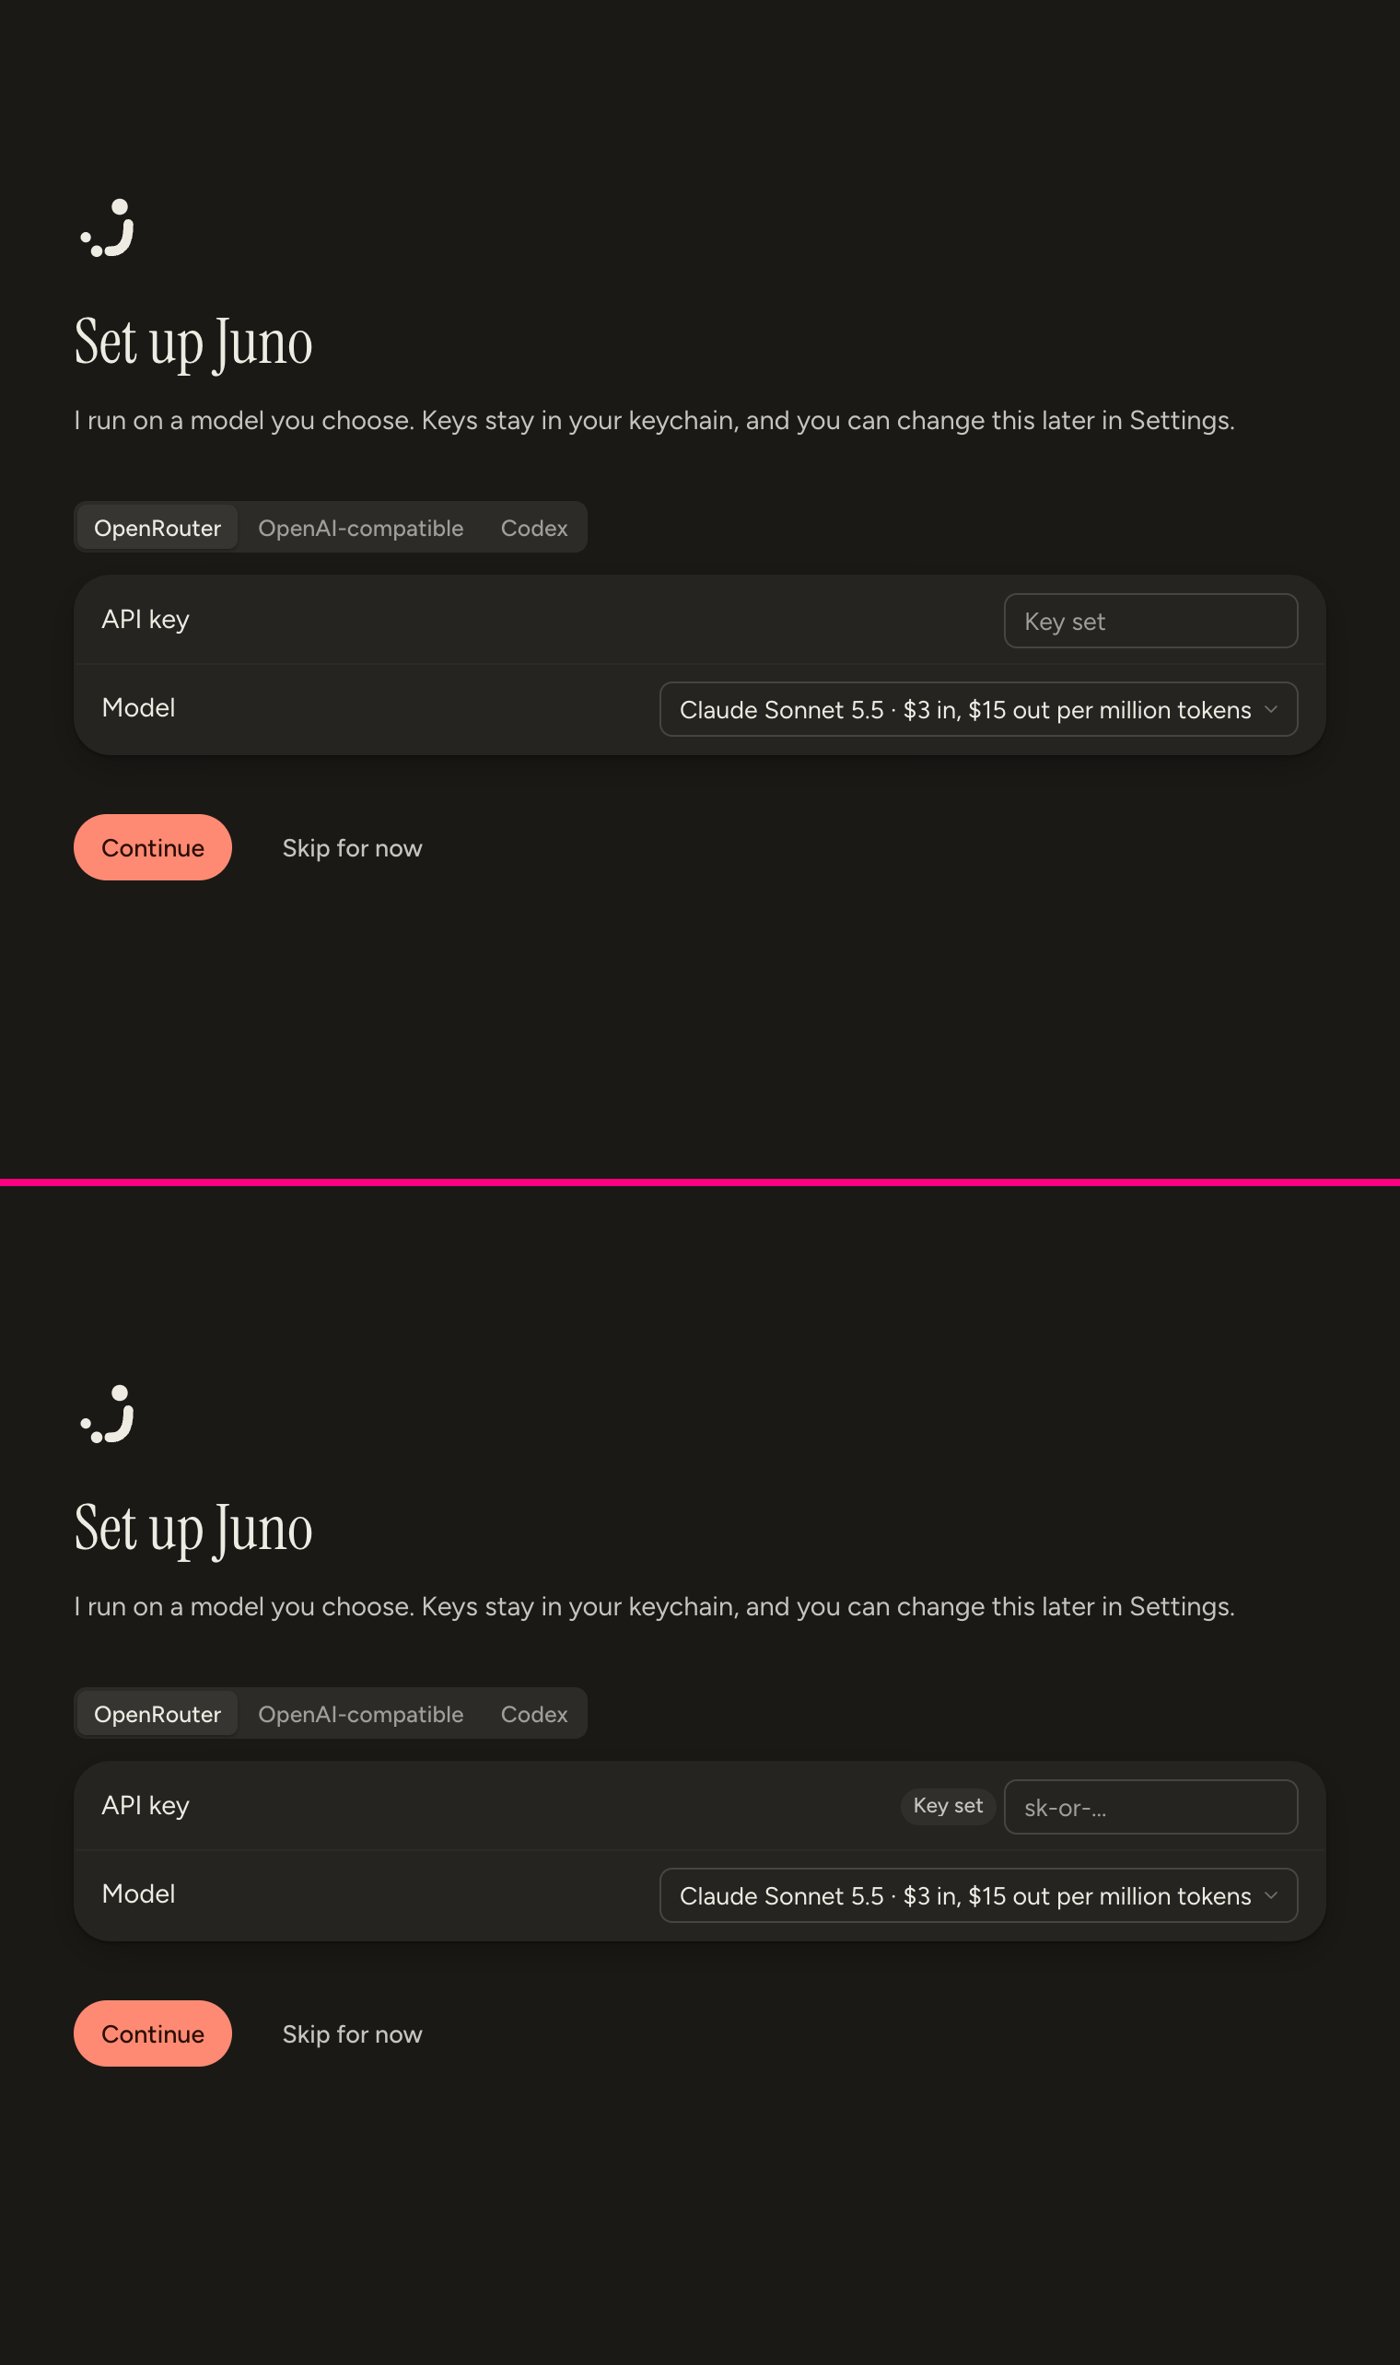 Set up Juno
I run on a model you choose. Keys stay in your keychain, and you can change this later in Settings.
OpenRouter OpenAI-compatible Codex
API key Key set
Model Claude Sonnet 5.5 · $3 in, $15 out per million tokens
Continue Skip for now
Set up Juno
I run on a model you choose. Keys stay in your keychain, and you can change this later in Settings.
OpenRouter OpenAI-compatible Codex
API key Key set sk-or-...
Model Claude Sonnet 5.5 · $3 in, $15 out per million tokens
Continue Skip for now